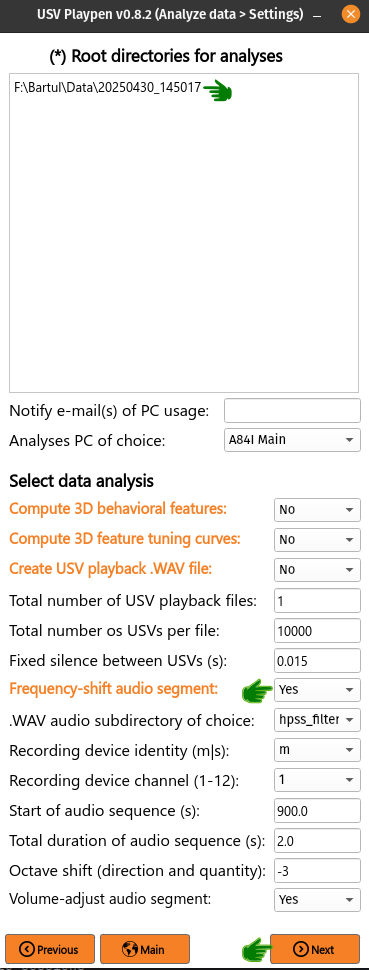 USV Playpen v0.8.2 (Analyze data > Settings)
(*) Root directories for analyses
F:\Bartul\Data\20250430_145017
Notify e-mail(s) of PC usage:
Analyses PC of choice: A84I Main
Select data analysis
Compute 3D behavioral features: No
Compute 3D feature tuning curves: No
Create USV playback .WAV file: No
Total number of USV playback files: 1
Total number os USVs per file: 10000
Fixed silence between USVs (s): 0.015
Frequency-shift audio segment: Yes
.WAV audio subdirectory of choice: hpss_filter
Recording device identity (m|s): m
Recording device channel (1-12): 1
Start of audio sequence (s): 900.0
Total duration of audio sequence (s): 2.0
Octave shift (direction and quantity): -3
Volume-adjust audio segment: Yes
Previous Main Next